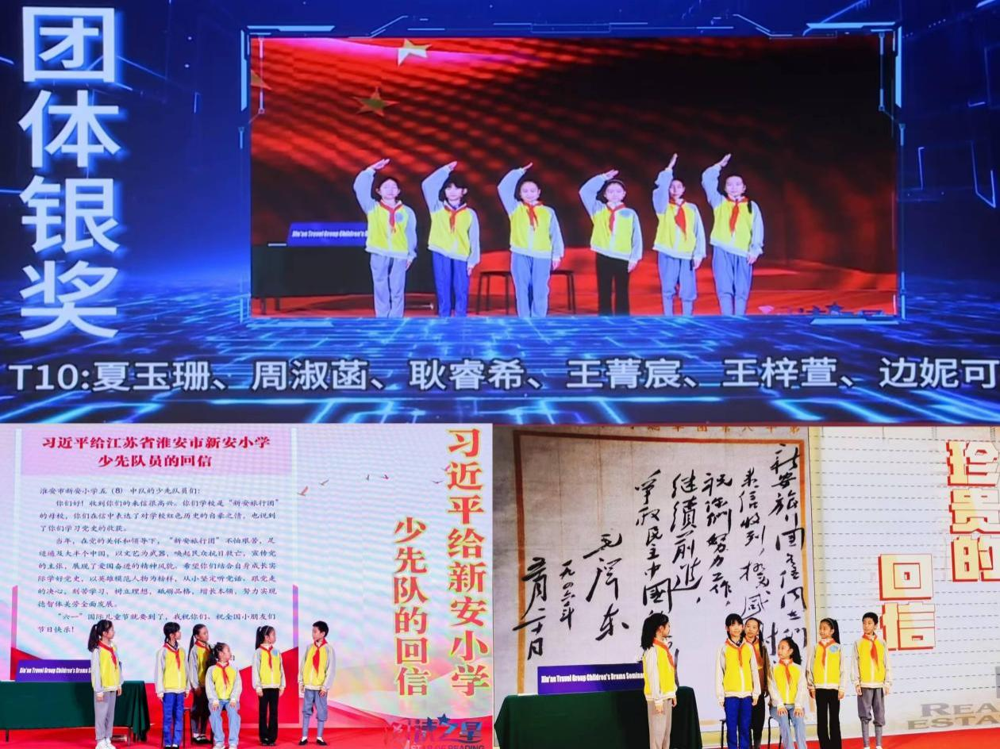 团体银奖
Xin'an Travel Group Children's D
T10:夏玉珊、周淑菡、耿睿希、王菁宸、王梓萱、边妮可
习近平给江苏省淮安市新安小学
少先队员的回信
淮安市新安小学五（8）中队的少先队员们：
你们好！收到你们的来信很高兴。你们学校是“新安旅行团”
的母校，你们在信中表达了对学校红色历史的自豪之情，也说到
了你们学习党史的收获。
当年，在党的关怀和领导下，“新安旅行团”不怕艰苦，足
迹遍及大半个中国，以文艺为武器，唤起民众抗日救亡，宣传党
的主张，展现了爱国奋进的精神风貌。希望你们结合自身成长实
际学好党史，以英雄模范人物为榜样，从小坚定听党话、跟党走
的决心，刻苦学习，树立理想，砥砺品格，增长本领，努力实现
德智体美劳全面发展。
“六一”国际儿童节就要到了，我祝你们、祝全国小朋友们
节日快乐！
习近平给新安小学
少先队的回信
Xin'an Travel Group Children's Dram
阅读之星
STAR OF READING
新安旅行团
来信收到，极感
祝你们努力工作，
继续前进，
争取民主中国的
毛泽东
一九四六年
二十日
珍贵的
回信
Xin'an Travel Group Children's Drama Seminar
REA
ESTA